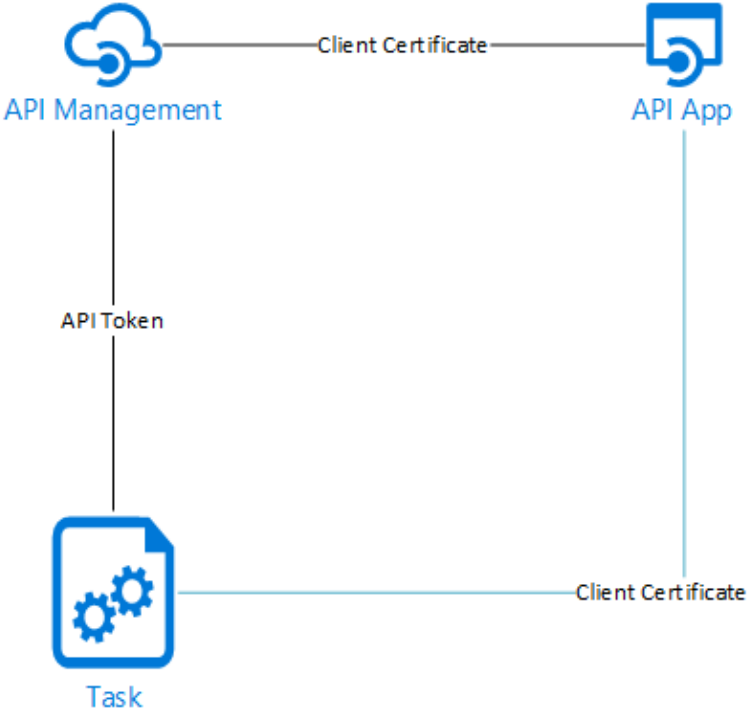 Client Certificate
API Management
API App
API Token
Client Certificate
Task